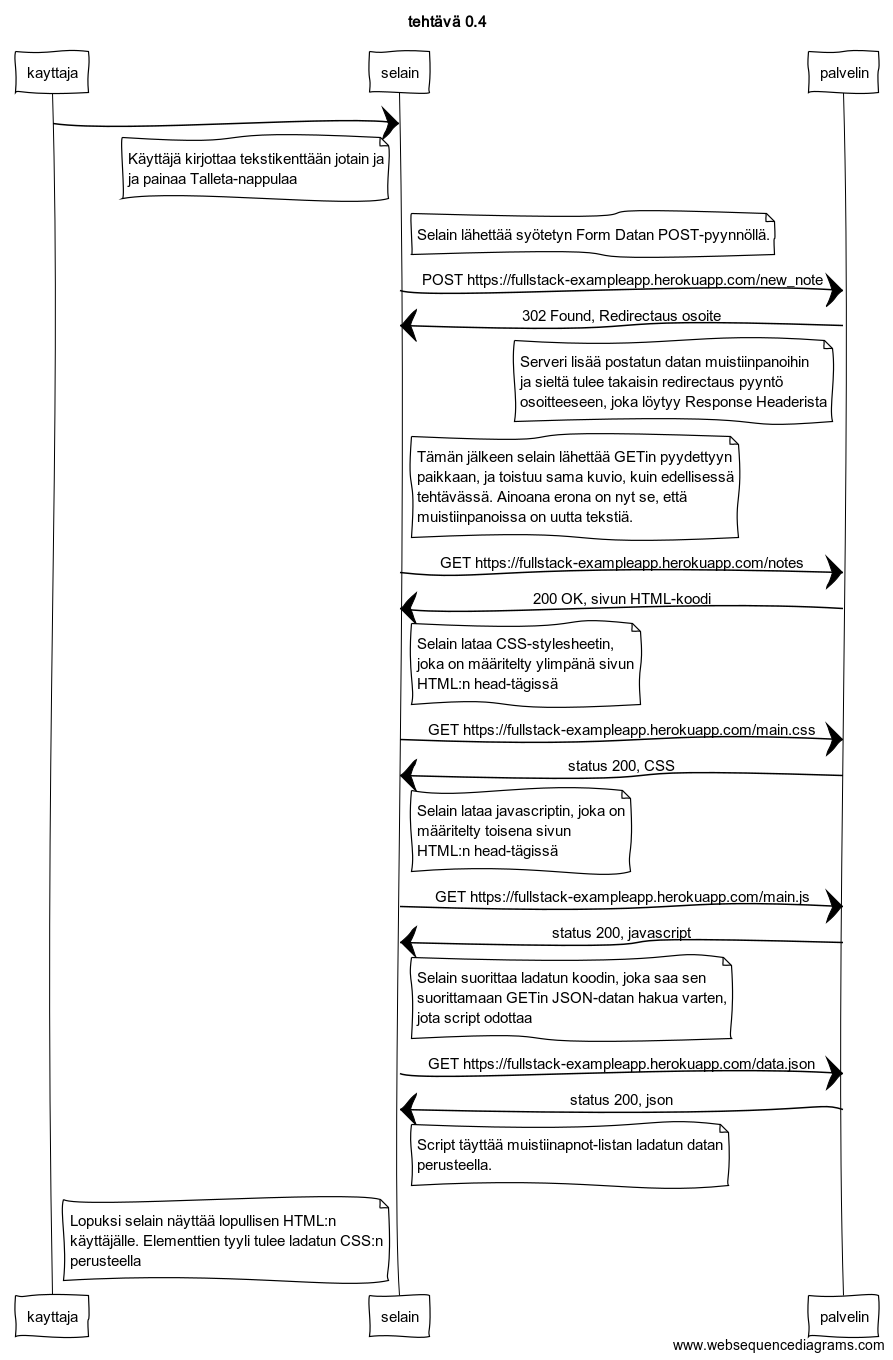 tehtävä 0.4
kayttaja
selain
palvelin
Käyttäjä kirjottaa tekstikenttään jotain ja
ja painaa Talleta-nappulaa
Selain lähettää syötetyn Form Datan POST-pyynnöllä.
POST https://fullstack-exampleapp.herokuapp.com/new_note
302 Found, Redirectaus osoite
Serveri lisää postatun datan muistiinpanoihin
ja sieltä tulee takaisin redirectaus pyyntö
osoitteeseen, joka löytyy Response Headerista
Tämän jälkeen selain lähettää GETin pyydettyyn
paikkaan, ja toistuu sama kuvio, kuin edellisessä
tehtävässä. Ainoana erona on nyt se, että
muistiinpanoissa on uutta tekstiä.
GET https://fullstack-exampleapp.herokuapp.com/notes
200 OK, sivun HTML-koodi
Selain lataa CSS-stylesheetin,
joka on määritelty ylimpänä sivun
HTML:n head-tägissä
GET https://fullstack-exampleapp.herokuapp.com/main.css
status 200, CSS
Selain lataa javascriptin, joka on
määritelty toisena sivun
HTML:n head-tägissä
GET https://fullstack-exampleapp.herokuapp.com/main.js
status 200, javascript
Selain suorittaa ladatun koodin, joka saa sen
suorittamaan GETin JSON-datan hakua varten,
jota script odottaa
GET https://fullstack-exampleapp.herokuapp.com/data.json
status 200, json
Script täyttää muistiinapnot-listan ladatun datan
perusteella.
Lopuksi selain näyttää lopullisen HTML:n
käyttäjälle. Elementtien tyyli tulee ladatun CSS:n
perusteella
kayttaja
selain
palvelin
www.websequencediagrams.com